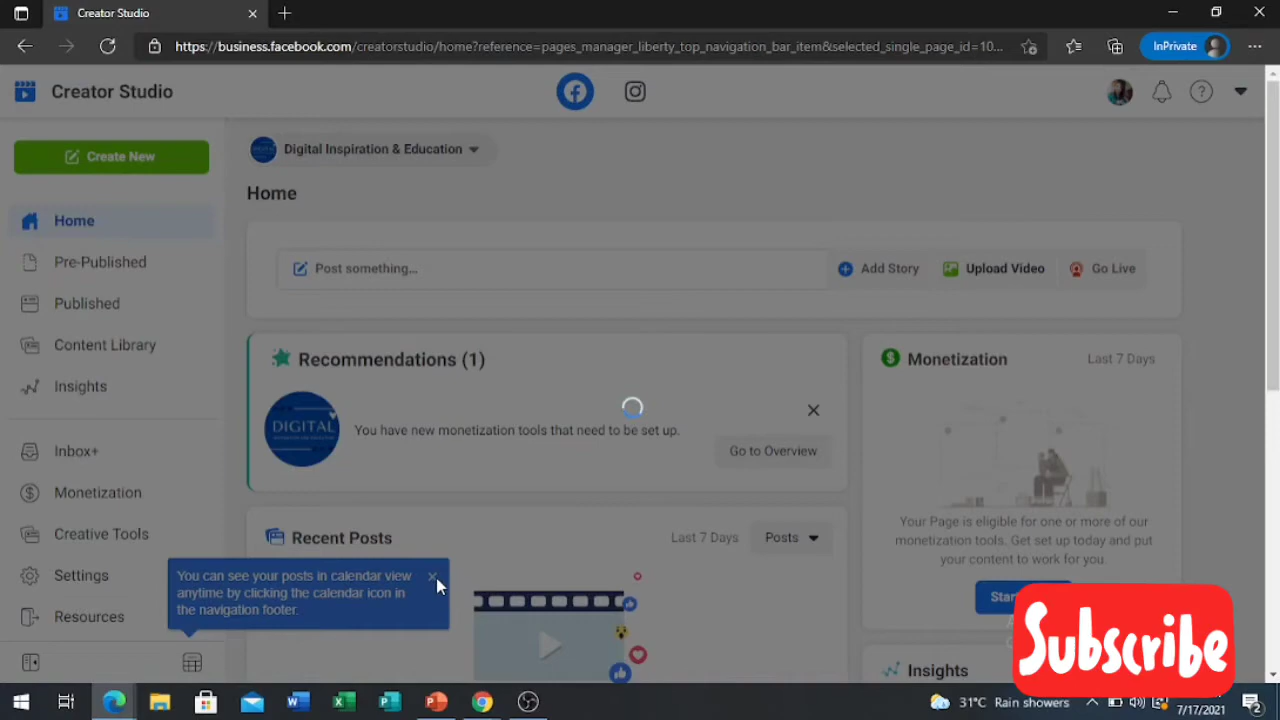 Creator Studio
https://business.facebook.com/creatorstudio/home?reference=pages_manager_liberty_top_navigation_bar_item&selected_single_page_id=10...
InPrivate
Creator Studio
Create New
Digital Inspiration & Education
Home
Home
Pre-Published
Post something...
Add Story
Upload Video
Go Live
Published
Content Library
Insights
Recommendations (1)
DIGITAL
You have new monetization tools that need to be set up.
Go to Overview
Monetization
Last 7 Days
Your Page is eligible for one or more of our
monetization tools. Get set up today and put
your content to work for you.
Inbox+
Monetization
Creative Tools
Settings
Resources
Recent Posts
Last 7 Days
Posts
You can see your posts in calendar view
anytime by clicking the calendar icon in
the navigation footer.
Insights
Subscribe
31°C Rain showers
7/17/2021
2